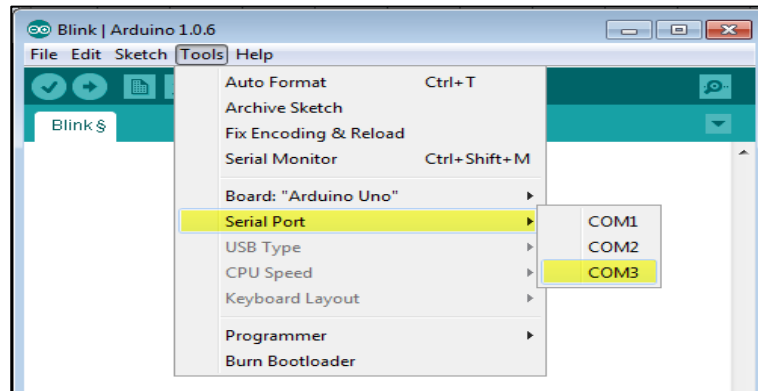 Blink | Arduino 1.0.6
File Edit Sketch Tools Help
Auto Format Ctrl+T
Archive Sketch
Blink §
Fix Encoding & Reload
Serial Monitor Ctrl+Shift+M
Board: "Arduino Uno"
Serial Port
COM1
USB Type
COM2
CPU Speed
COM3
Keyboard Layout
Programmer
Burn Bootloader